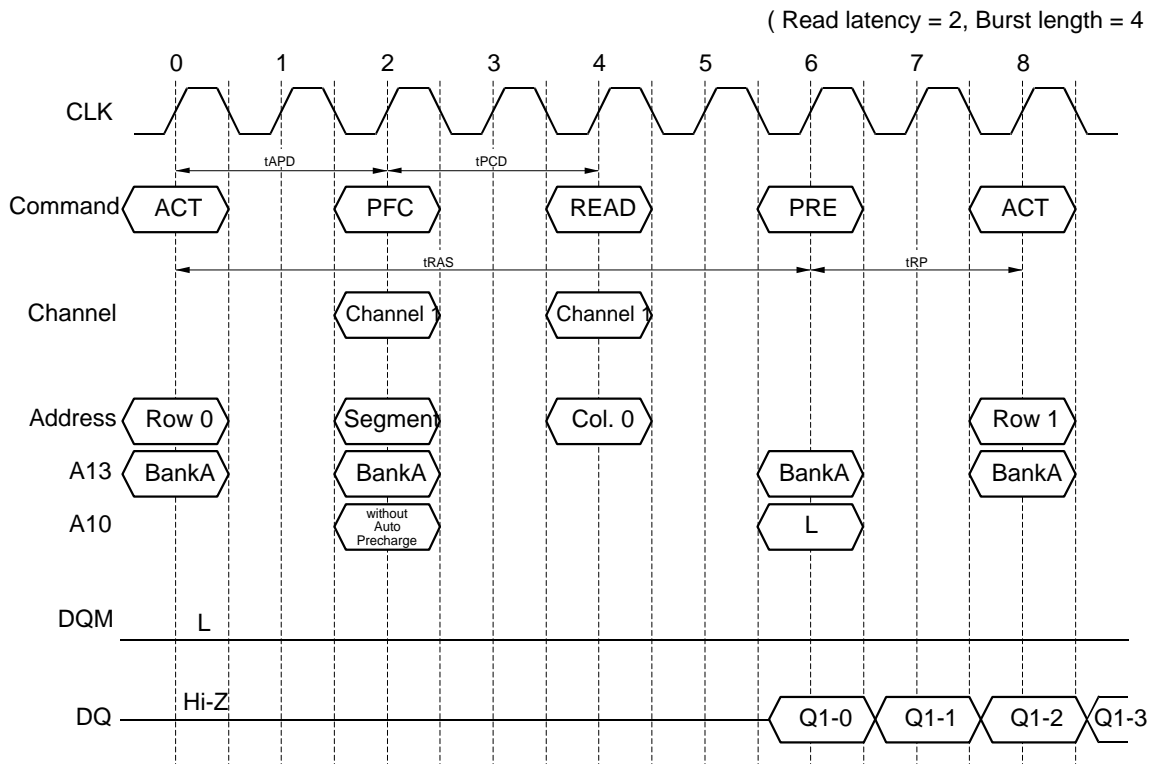 ( Read latency = 2, Burst length = 4
0 1 2 3 4 5 6 7 8
CLK
tAPD tPCD
Command ACT PFC READ PRE ACT
tRAS tRP
Channel Channel 1 Channel 1
Address Row 0 Segment Col. 0 Row 1
A13 BankA BankA BankA BankA
A10 without Auto Precharge L
DQM L
Hi-Z
DQ Q1-0 Q1-1 Q1-2 Q1-3